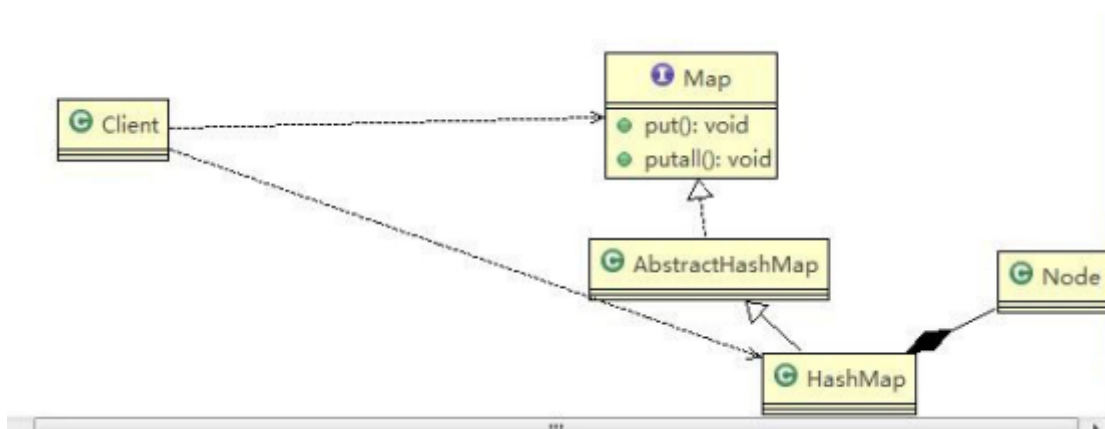 I Map
C Client
put(): void
putall(): void
C AbstractHashMap
C Node
C HashMap